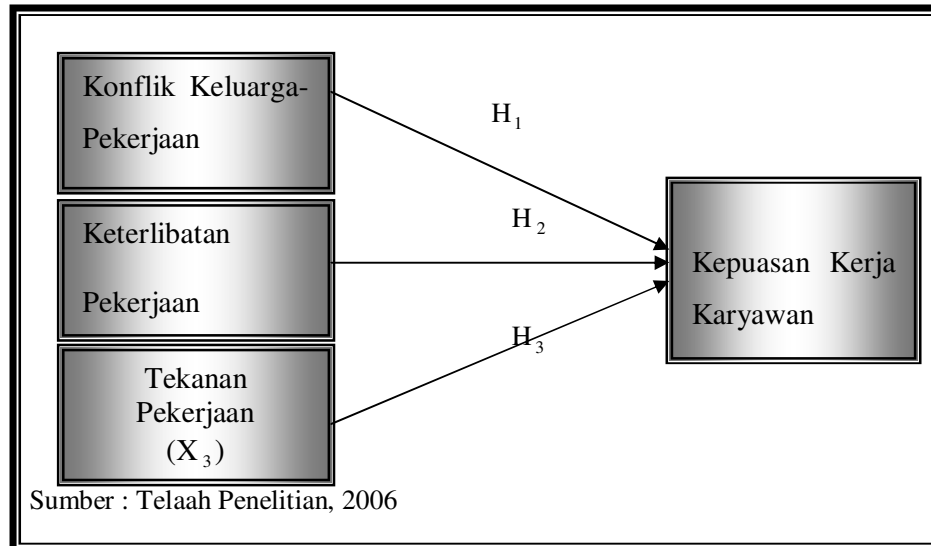 Konflik Keluarga-
Pekerjaan
H₁
Keterlibatan
Pekerjaan
H₂
Tekanan
Pekerjaan
(X₃)
H₃
Kepuasan Kerja
Karyawan
Sumber : Telaah Penelitian, 2006